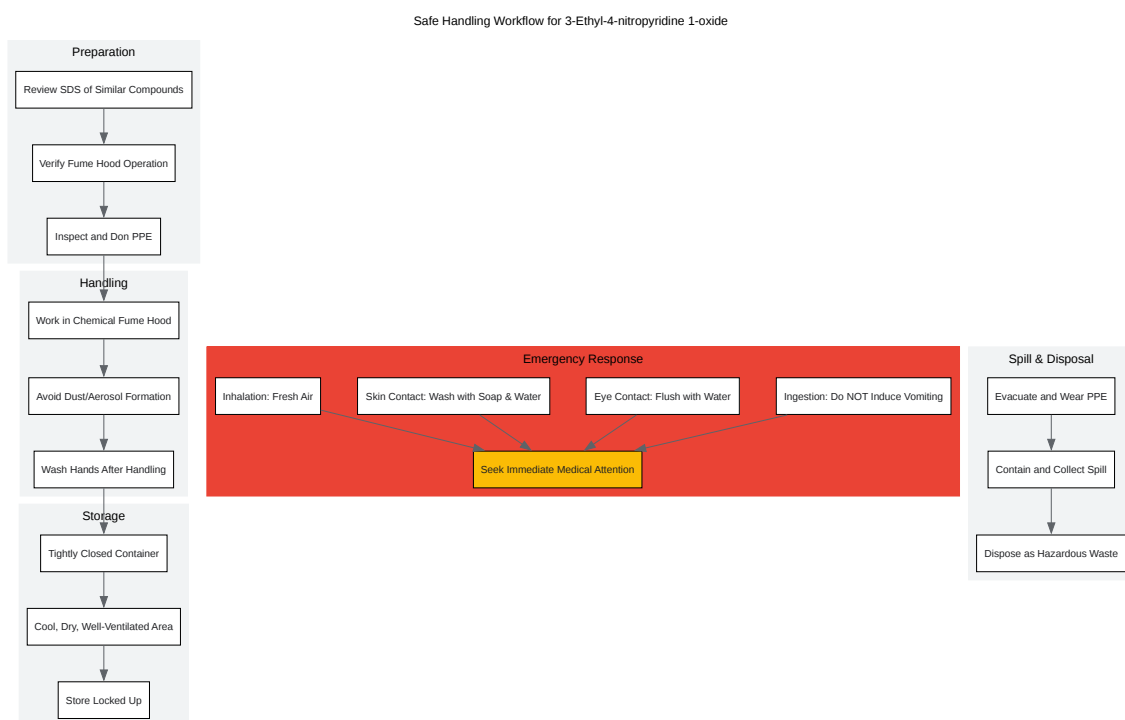 Safe Handling Workflow for 3-Ethyl-4-nitropyridine 1-oxide
Preparation
Review SDS of Similar Compounds
Verify Fume Hood Operation
Inspect and Don PPE
Handling
Work in Chemical Fume Hood
Avoid Dust/Aerosol Formation
Wash Hands After Handling
Storage
Tightly Closed Container
Cool, Dry, Well-Ventilated Area
Store Locked Up
Emergency Response
Inhalation: Fresh Air
Skin Contact: Wash with Soap & Water
Eye Contact: Flush with Water
Ingestion: Do NOT Induce Vomiting
Seek Immediate Medical Attention
Spill & Disposal
Evacuate and Wear PPE
Contain and Collect Spill
Dispose as Hazardous Waste